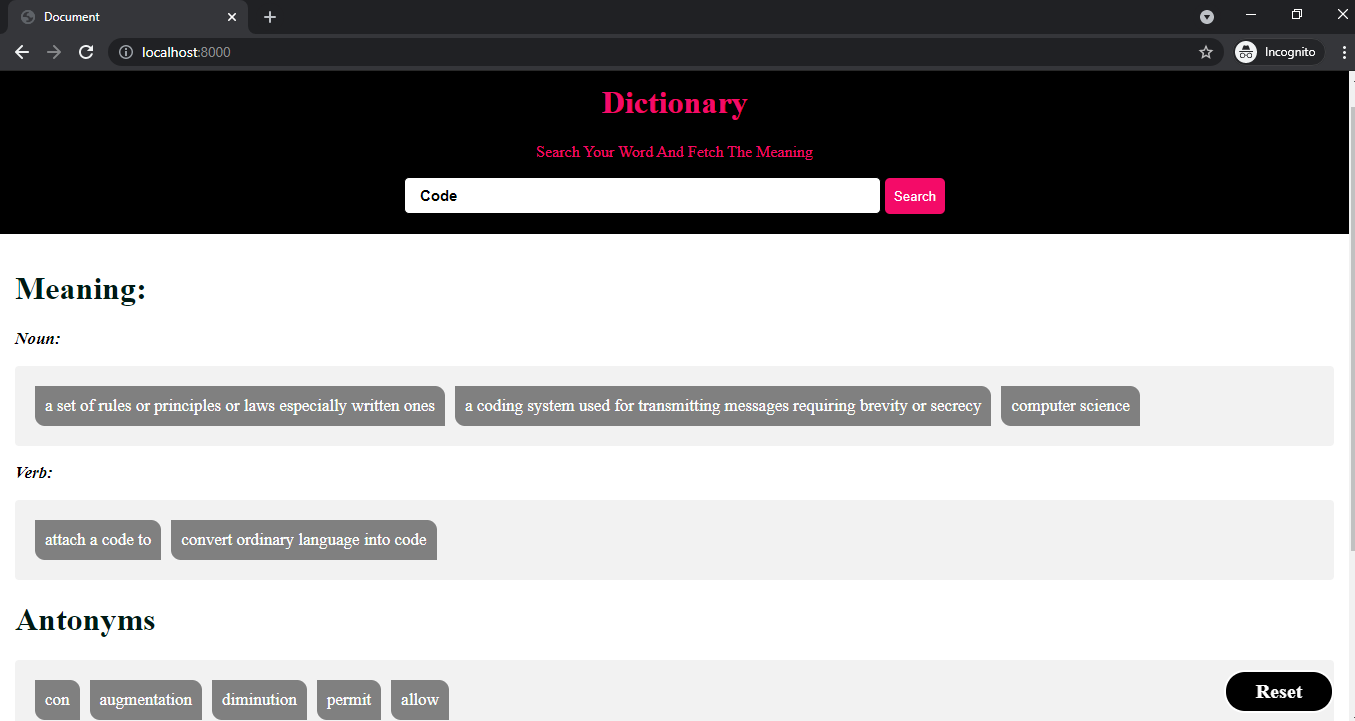 Document
localhost:8000
Incognito
Dictionary
Search Your Word And Fetch The Meaning
Code
Search
Meaning:
Noun:
a set of rules or principles or laws especially written ones
a coding system used for transmitting messages requiring brevity or secrecy
computer science
Verb:
attach a code to
convert ordinary language into code
Antonyms
con
augmentation
diminution
permit
allow
Reset